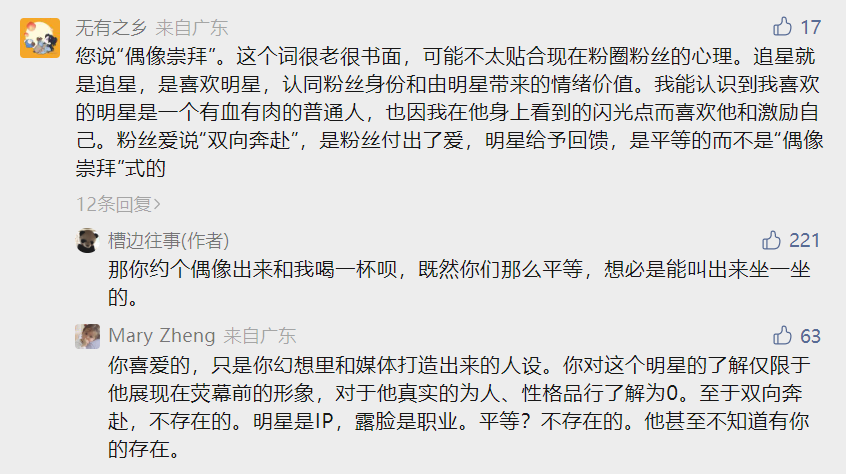 无有之乡 来自广东 17
您说“偶像崇拜”。这个词很老很书面，可能不太贴合现在粉圈粉丝的心理。追星就
是追星，是喜欢明星，认同粉丝身份和由明星带来的情绪价值。我能认识到我喜欢
的明星是一个有血有肉的普通人，也因我在他身上看到的闪光点而喜欢他和激励自
己。粉丝爱说“双向奔赴”，是粉丝付出了爱，明星给予回馈，是平等的而不是“偶像
崇拜”式的
12条回复>
槽边往事(作者) 221
那你约个偶像出来和我喝一杯呗，既然你们那么平等，想必是能叫出来坐一坐
的。
Mary Zheng 来自广东 63
你喜爱的，只是你幻想里和媒体打造出来的人设。你对这个明星的了解仅限于
他展现在荧幕前的形象，对于他真实的为人、性格品行了解为0。至于双向奔
赴，不存在的。明星是IP，露脸是职业。平等？不存在的。他甚至不知道有你
的存在。